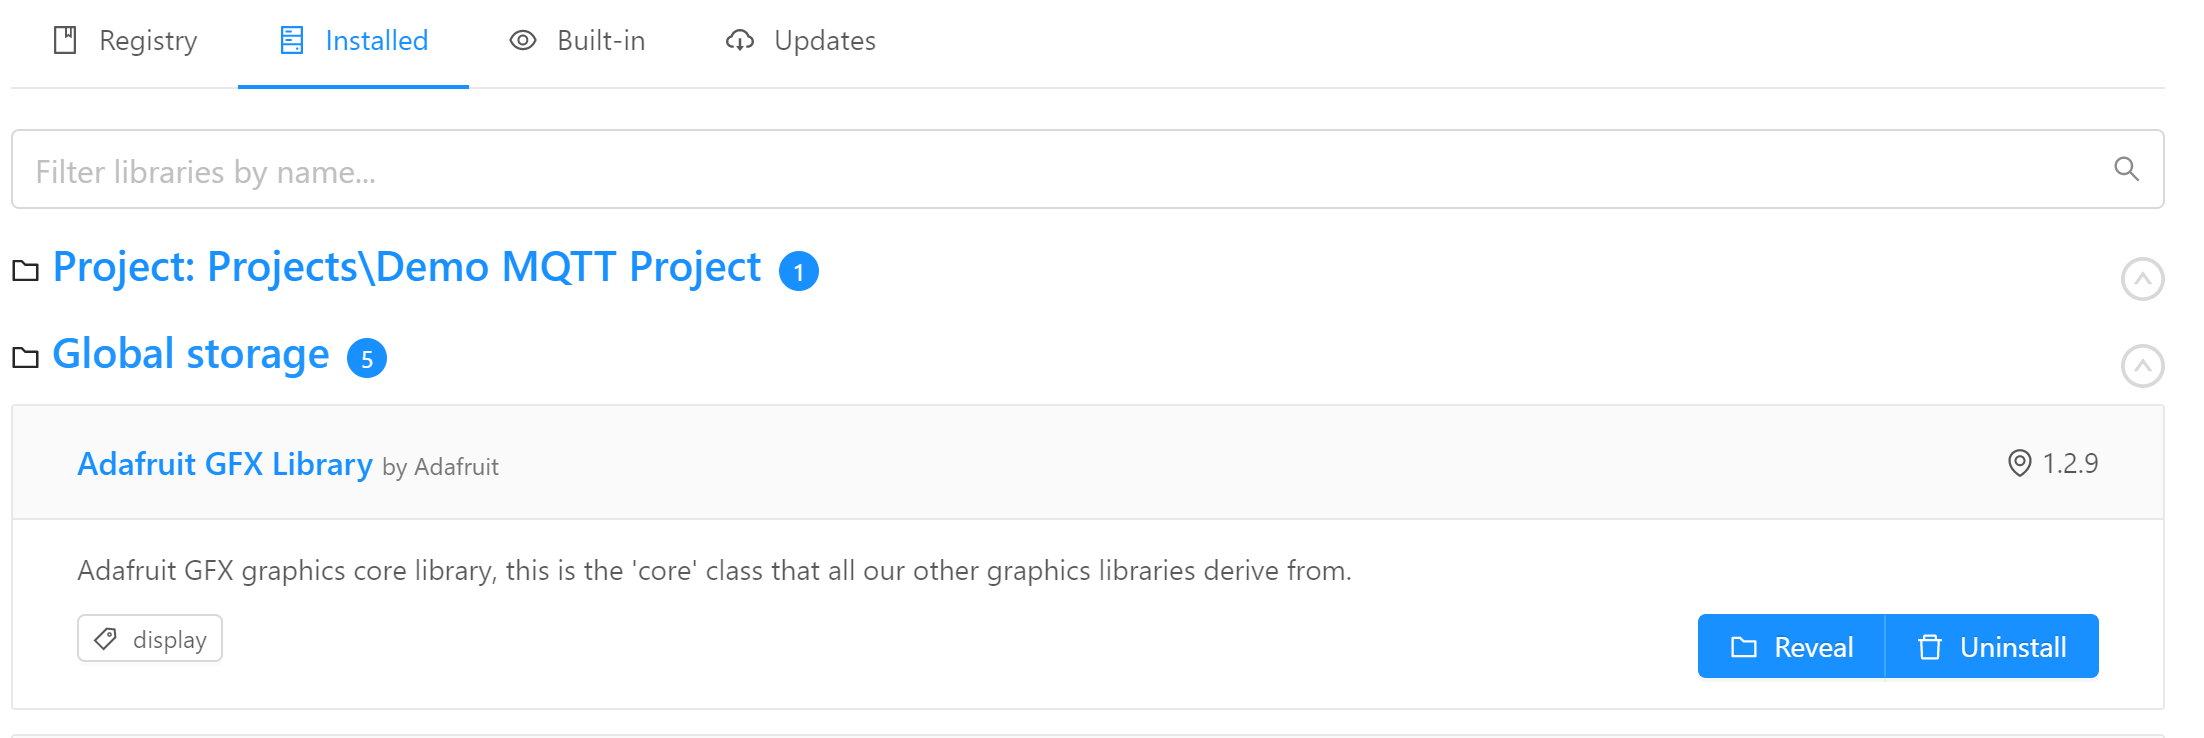 Registry Installed Built-in Updates
Filter libraries by name...
Project: Projects\Demo MQTT Project 1
Global storage 5
Adafruit GFX Library by Adafruit 1.2.9
Adafruit GFX graphics core library, this is the 'core' class that all our other graphics libraries derive from.
display Reveal Uninstall